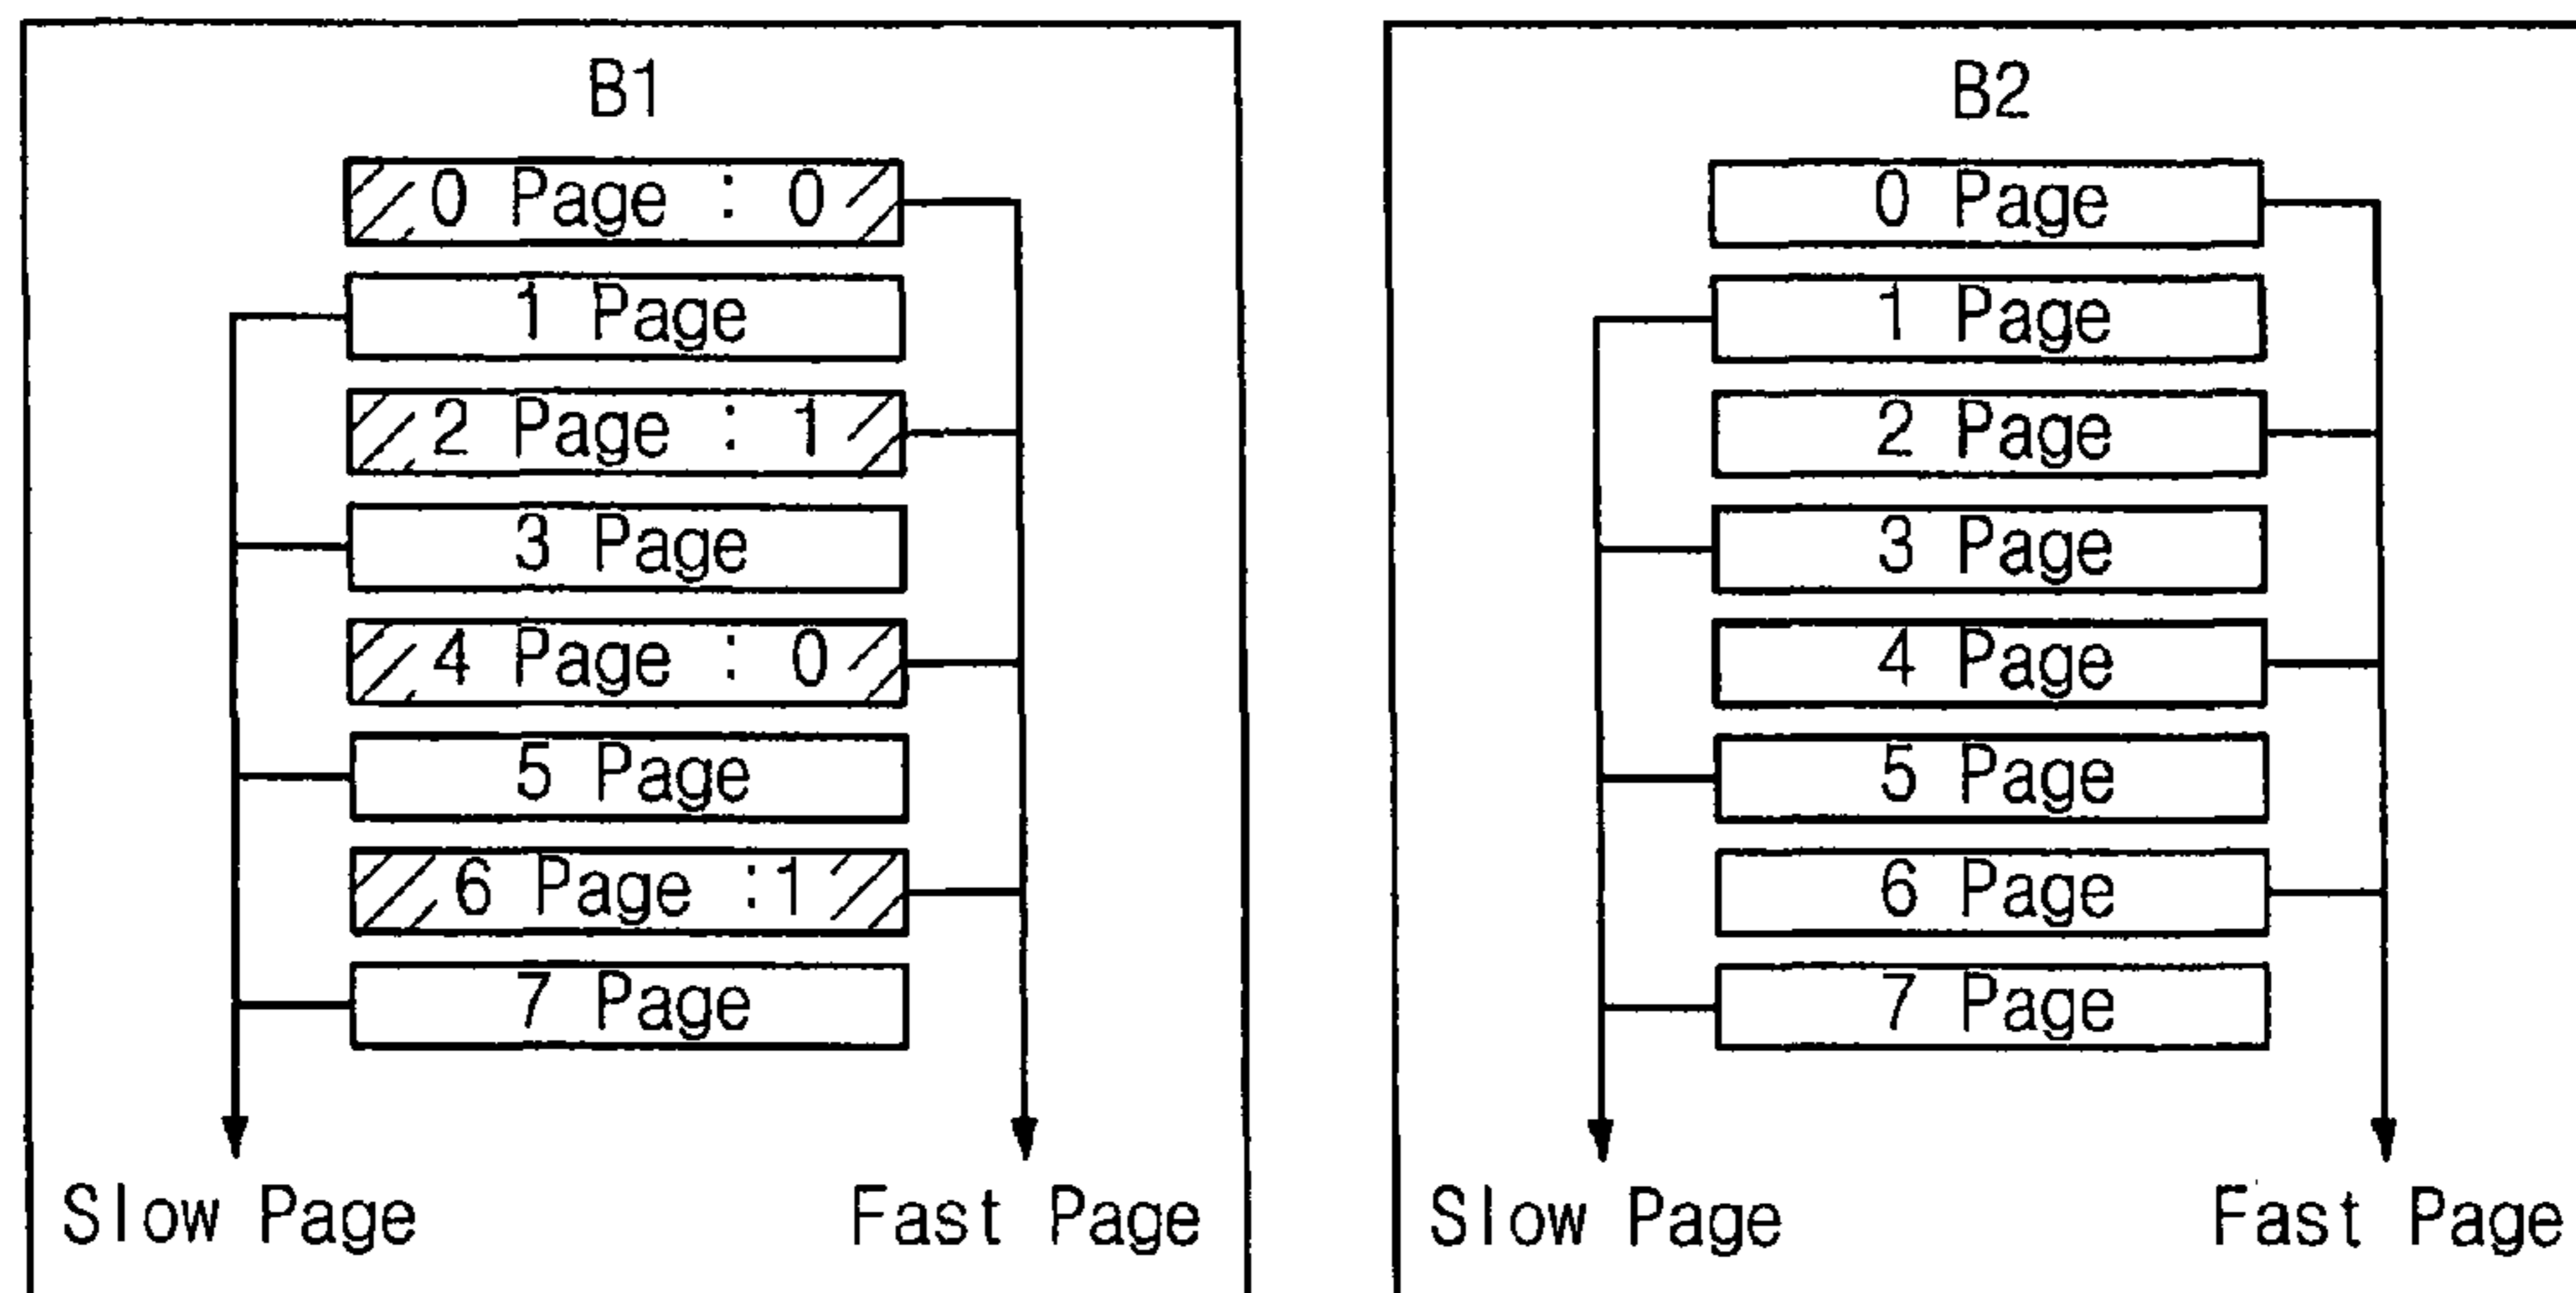 B1
0 Page : 0
1 Page
2 Page : 1
3 Page
4 Page : 0
5 Page
6 Page :1
7 Page
Slow Page
Fast Page
B2
0 Page
1 Page
2 Page
3 Page
4 Page
5 Page
6 Page
7 Page
Slow Page
Fast Page